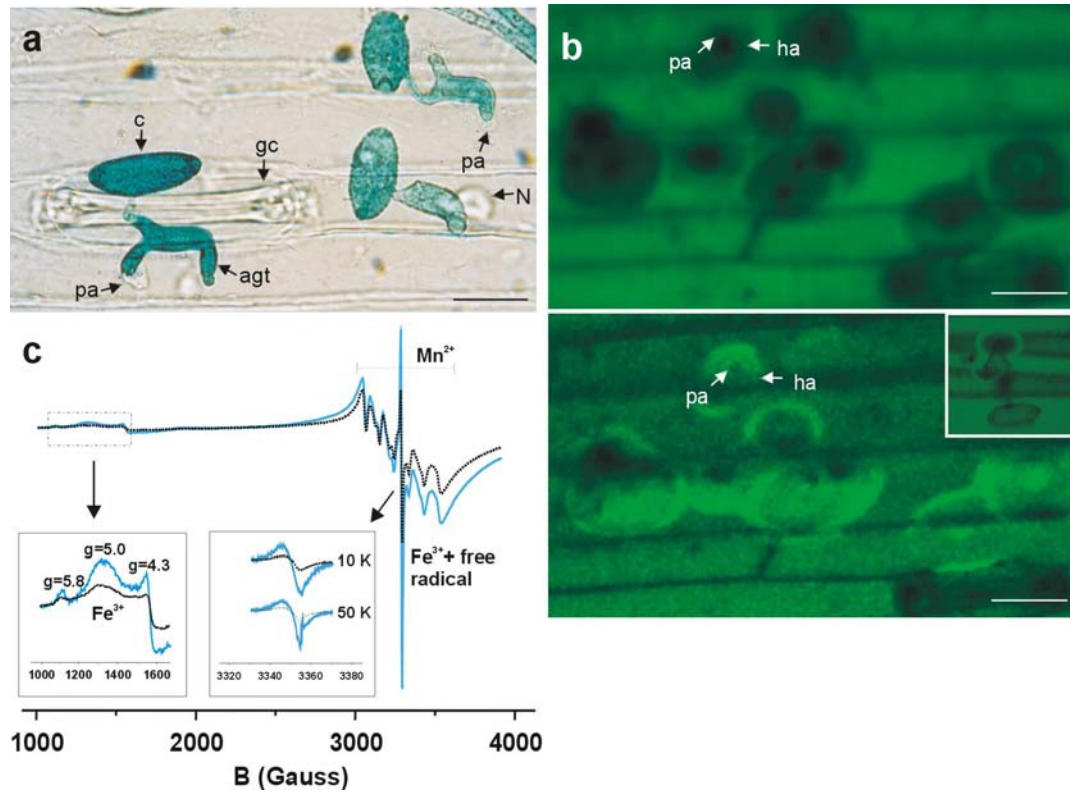 a
c
gc
pa
N
agt
pa
b
pa
ha
pa
ha
c
Mn²⁺
Fe³⁺+ free
radical
g=5.0
g=5.8
g=4.3
Fe³⁺
1000 1200 1400 1600
10 K
50 K
3320 3340 3360 3380
1000 2000 3000 4000
B (Gauss)